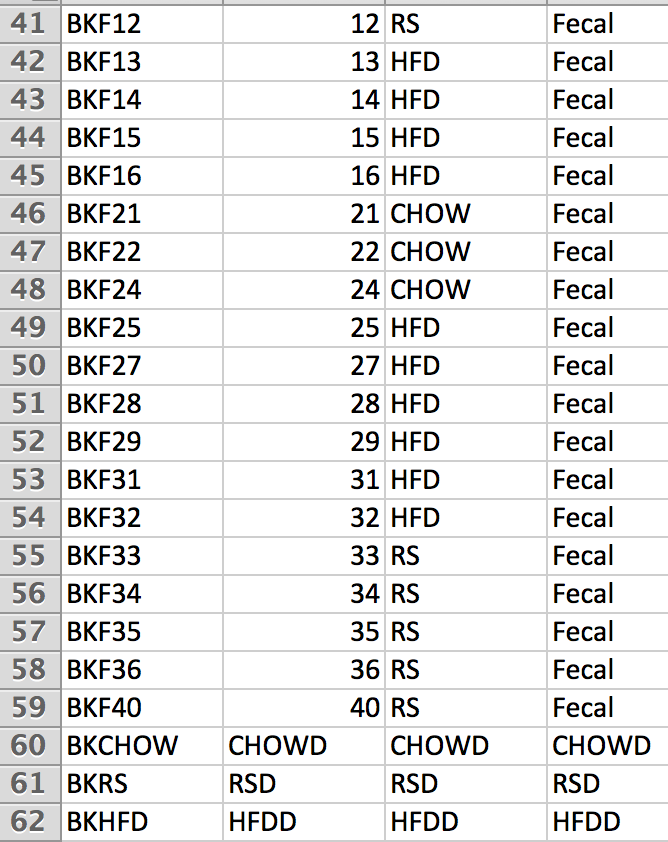 41 BKF12 12 RS Fecal
42 BKF13 13 HFD Fecal
43 BKF14 14 HFD Fecal
44 BKF15 15 HFD Fecal
45 BKF16 16 HFD Fecal
46 BKF21 21 CHOW Fecal
47 BKF22 22 CHOW Fecal
48 BKF24 24 CHOW Fecal
49 BKF25 25 HFD Fecal
50 BKF27 27 HFD Fecal
51 BKF28 28 HFD Fecal
52 BKF29 29 HFD Fecal
53 BKF31 31 HFD Fecal
54 BKF32 32 HFD Fecal
55 BKF33 33 RS Fecal
56 BKF34 34 RS Fecal
57 BKF35 35 RS Fecal
58 BKF36 36 RS Fecal
59 BKF40 40 RS Fecal
60 BKCHOW CHOWD CHOWD CHOWD
61 BKRS RSD RSD RSD
62 BKHFD HFDD HFDD HFDD